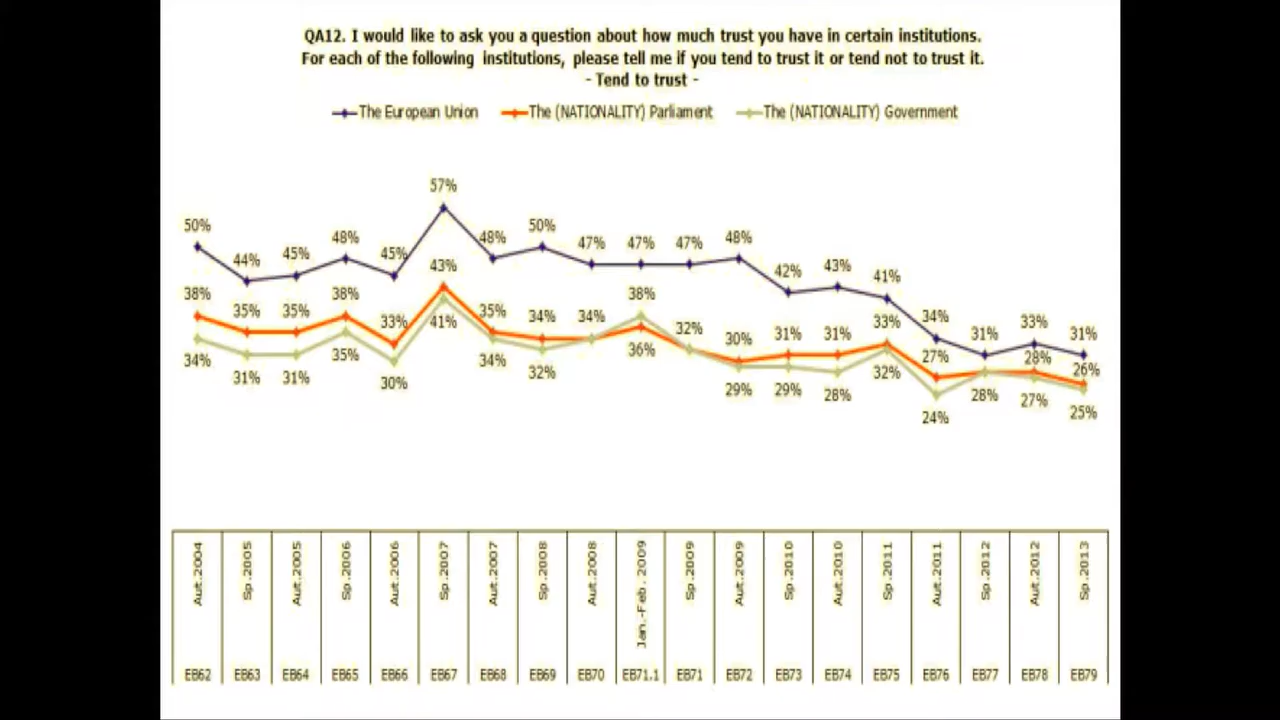 QA12. I would like to ask you a question about how much trust you have in certain institutions.
For each of the following institutions, please tell me if you tend to trust it or tend not to trust it.
- Tend to trust -
The European Union The (NATIONALITY) Parliament The (NATIONALITY) Government
50% 44% 45% 48% 45% 57% 48% 50% 47% 47% 47% 48% 42% 43% 41% 34% 31% 33% 31%
38% 35% 35% 38% 33% 43% 35% 34% 34% 38% 32% 30% 31% 31% 33% 27% 28% 26%
34% 31% 31% 35% 30% 41% 34% 32% 36% 29% 29% 28% 32% 24% 28% 27% 25%
Aut.2004 Sp.2005 Aut.2005 Sp.2006 Aut.2006 Sp.2007 Aut.2007 Sp.2008 Aut.2008 Jan.-Feb. 2009 Sp.2009 Aut.2009 Sp.2010 Aut.2010 Sp.2011 Aut.2011 Sp.2012 Aut.2012 Sp.2013
EB62 EB63 EB64 EB65 EB66 EB67 EB68 EB69 EB70 EB71.1 EB71 EB72 EB73 EB74 EB75 EB76 EB77 EB78 EB79